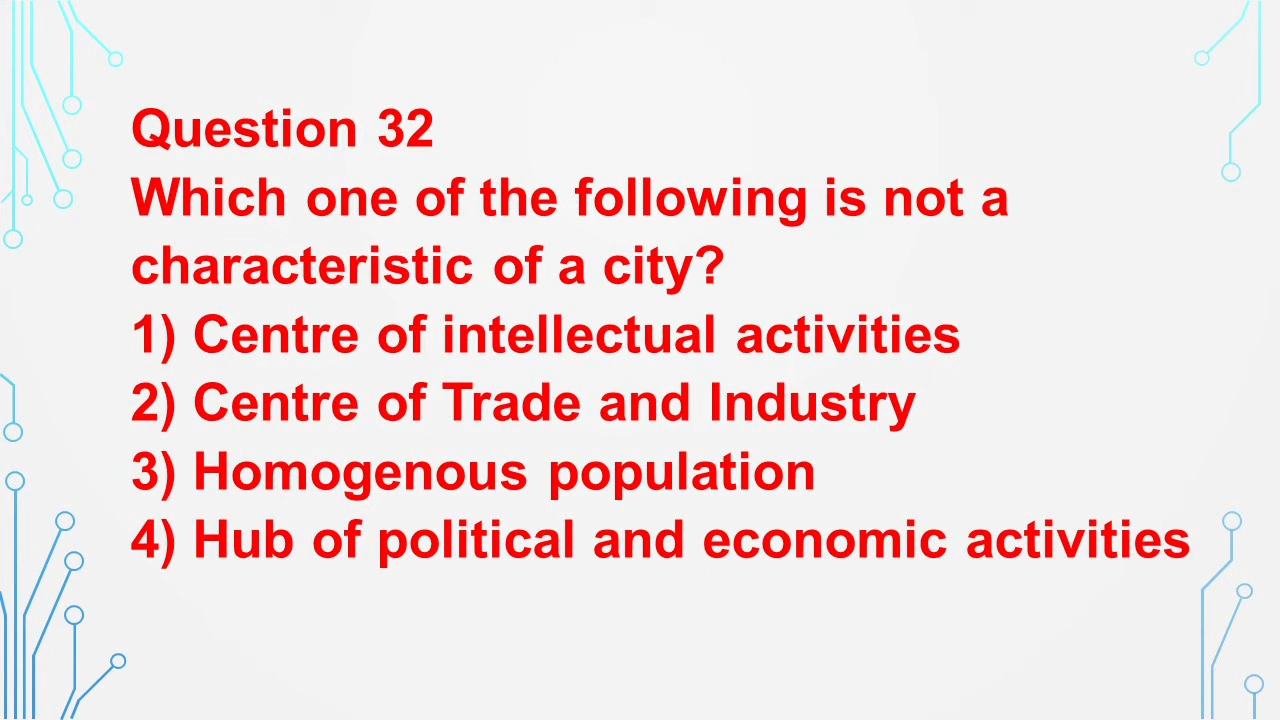 Question 32
Which one of the following is not a
characteristic of a city?
1) Centre of intellectual activities
2) Centre of Trade and Industry
3) Homogenous population
4) Hub of political and economic activities